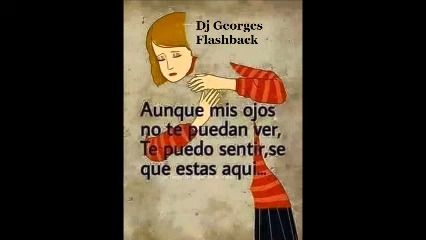 Dj Georges
Flashback
Aunque mis ojos
no te puedan ver,
Te puedo sentir,se
que estas aqui...